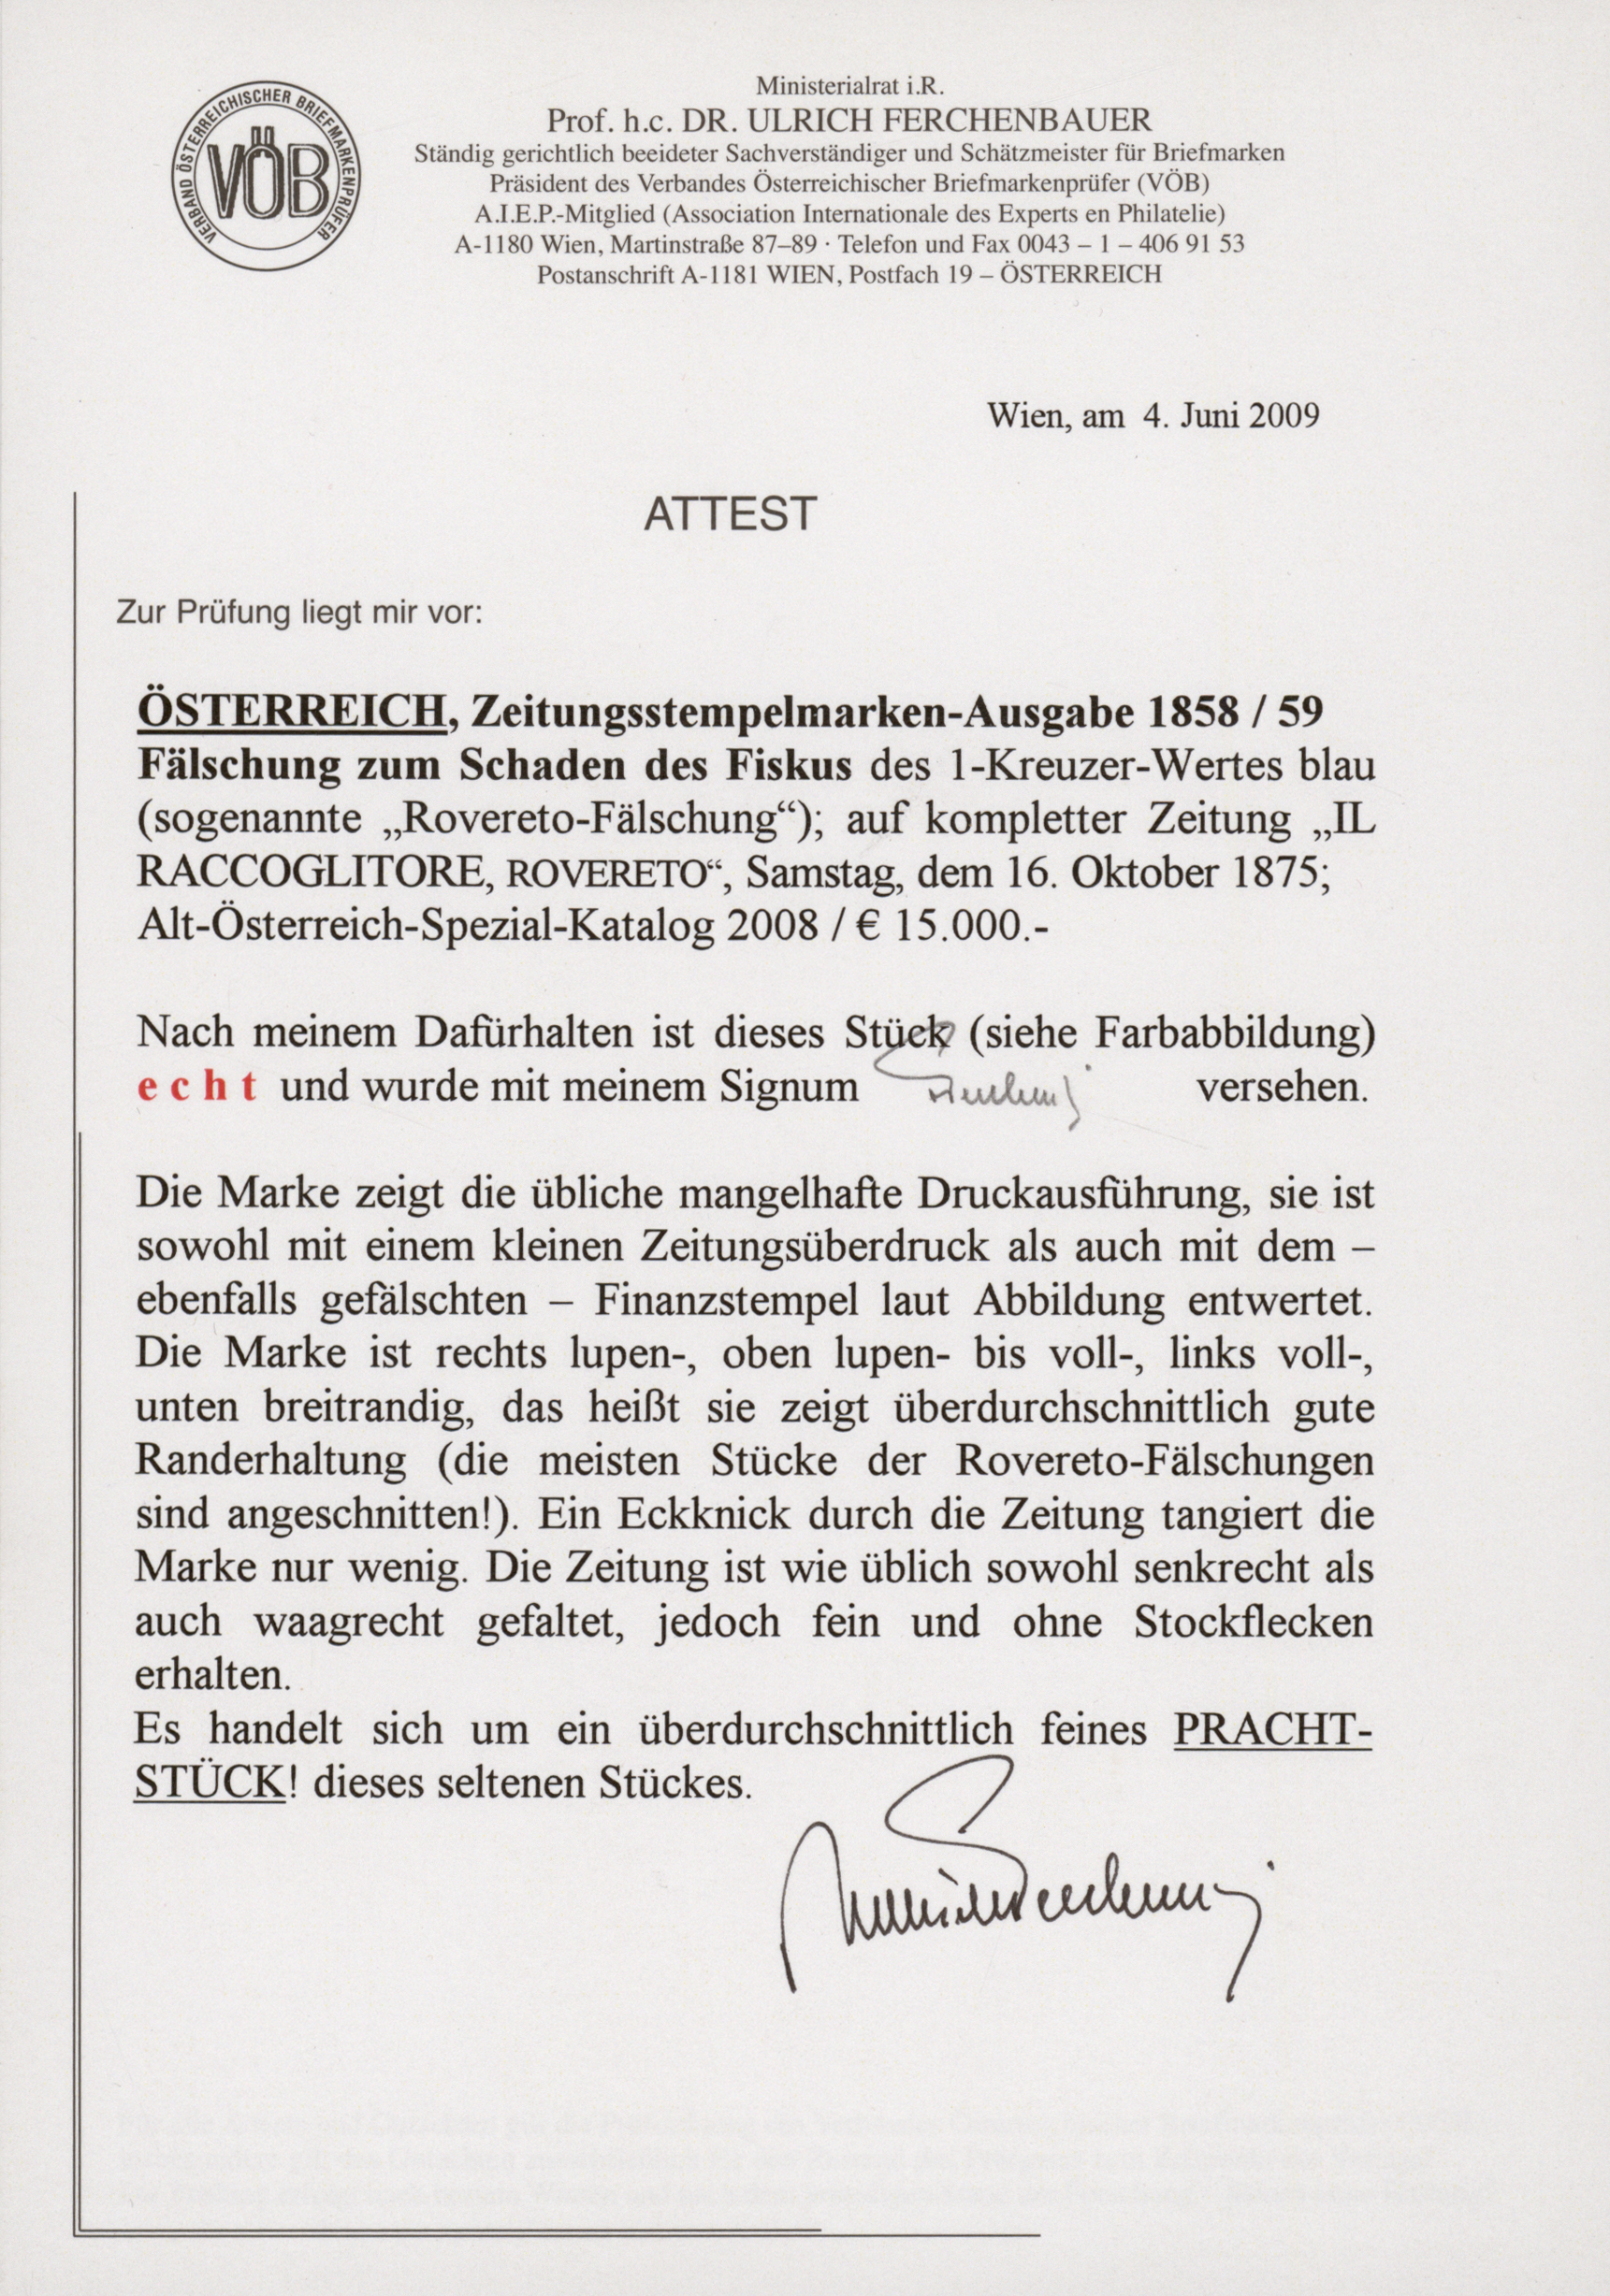 VERBAND ÖSTERREICHISCHER BRIEFMARKENPRÜFER
VÖB
Ministerialrat i.R.
Prof. h.c. DR. ULRICH FERCHENBAUER
Ständig gerichtlich beeideter Sachverständiger und Schätzmeister für Briefmarken
Präsident des Verbandes Österreichischer Briefmarkenprüfer (VÖB)
A.I.E.P.-Mitglied (Association Internationale des Experts en Philatelie)
A-1180 Wien, Martinstraße 87–89 · Telefon und Fax 0043 – 1 – 406 91 53
Postanschrift A-1181 WIEN, Postfach 19 – ÖSTERREICH
Wien, am 4. Juni 2009
ATTEST
Zur Prüfung liegt mir vor:
ÖSTERREICH, Zeitungsstempelmarken-Ausgabe 1858 / 59
Fälschung zum Schaden des Fiskus des 1-Kreuzer-Wertes blau
(sogenannte „Rovereto-Fälschung“); auf kompletter Zeitung „IL
RACCOGLITORE, ROVERETO“, Samstag, dem 16. Oktober 1875;
Alt-Österreich-Spezial-Katalog 2008 / € 15.000.-
Nach meinem Dafürhalten ist dieses Stück (siehe Farbabbildung)
e c h t und wurde mit meinem Signum versehen.
Die Marke zeigt die übliche mangelhafte Druckausführung, sie ist
sowohl mit einem kleinen Zeitungsüberdruck als auch mit dem –
ebenfalls gefälschten – Finanzstempel laut Abbildung entwertet.
Die Marke ist rechts lupen-, oben lupen- bis voll-, links voll-,
unten breitrandig, das heißt sie zeigt überdurchschnittlich gute
Randerhaltung (die meisten Stücke der Rovereto-Fälschungen
sind angeschnitten!). Ein Eckknick durch die Zeitung tangiert die
Marke nur wenig. Die Zeitung ist wie üblich sowohl senkrecht als
auch waagrecht gefaltet, jedoch fein und ohne Stockflecken
erhalten.
Es handelt sich um ein überdurchschnittlich feines PRACHT-
STÜCK! dieses seltenen Stückes.